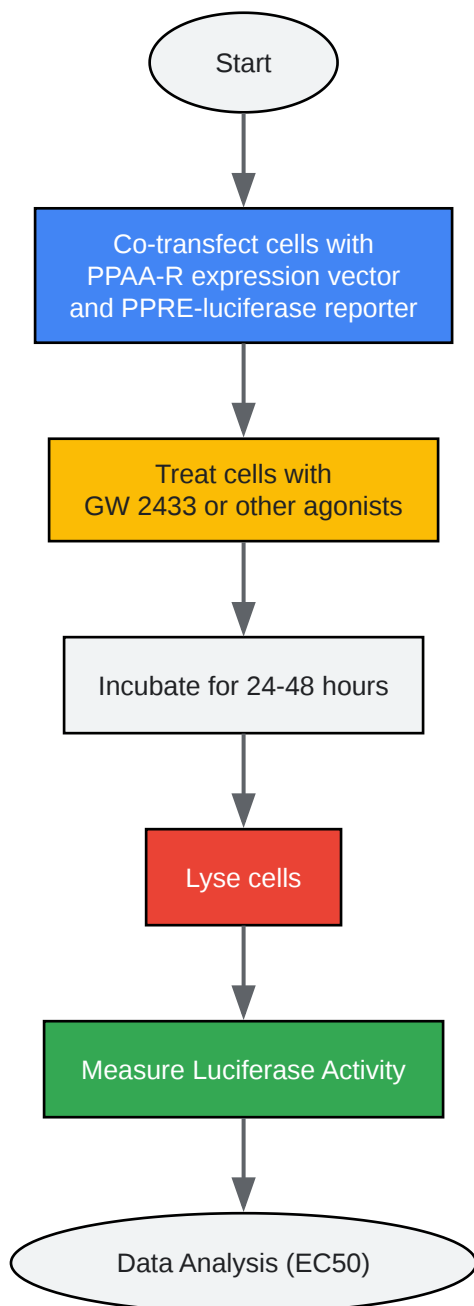 Start
Co-transfect cells with
PPAA-R expression vector
and PPRE-luciferase reporter
Treat cells with
GW 2433 or other agonists
Incubate for 24-48 hours
Lyse cells
Measure Luciferase Activity
Data Analysis (EC50)